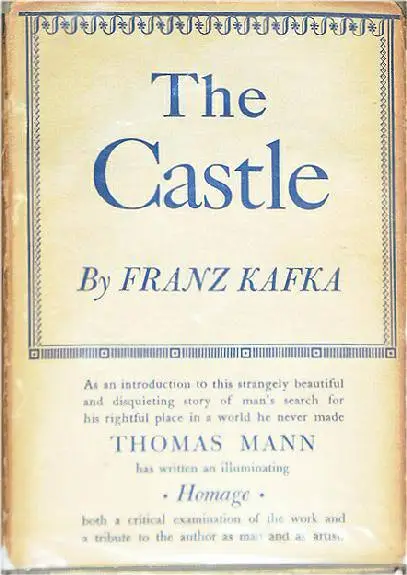 The
Castle
By FRANZ KAFKA
As an introduction to this strangely beautiful
and disquieting story of man's search for
his rightful place in a world he never made
THOMAS MANN
has written an illuminating
· Homage ·
both a critical examination of the work and
a tribute to the author as man and as artist.